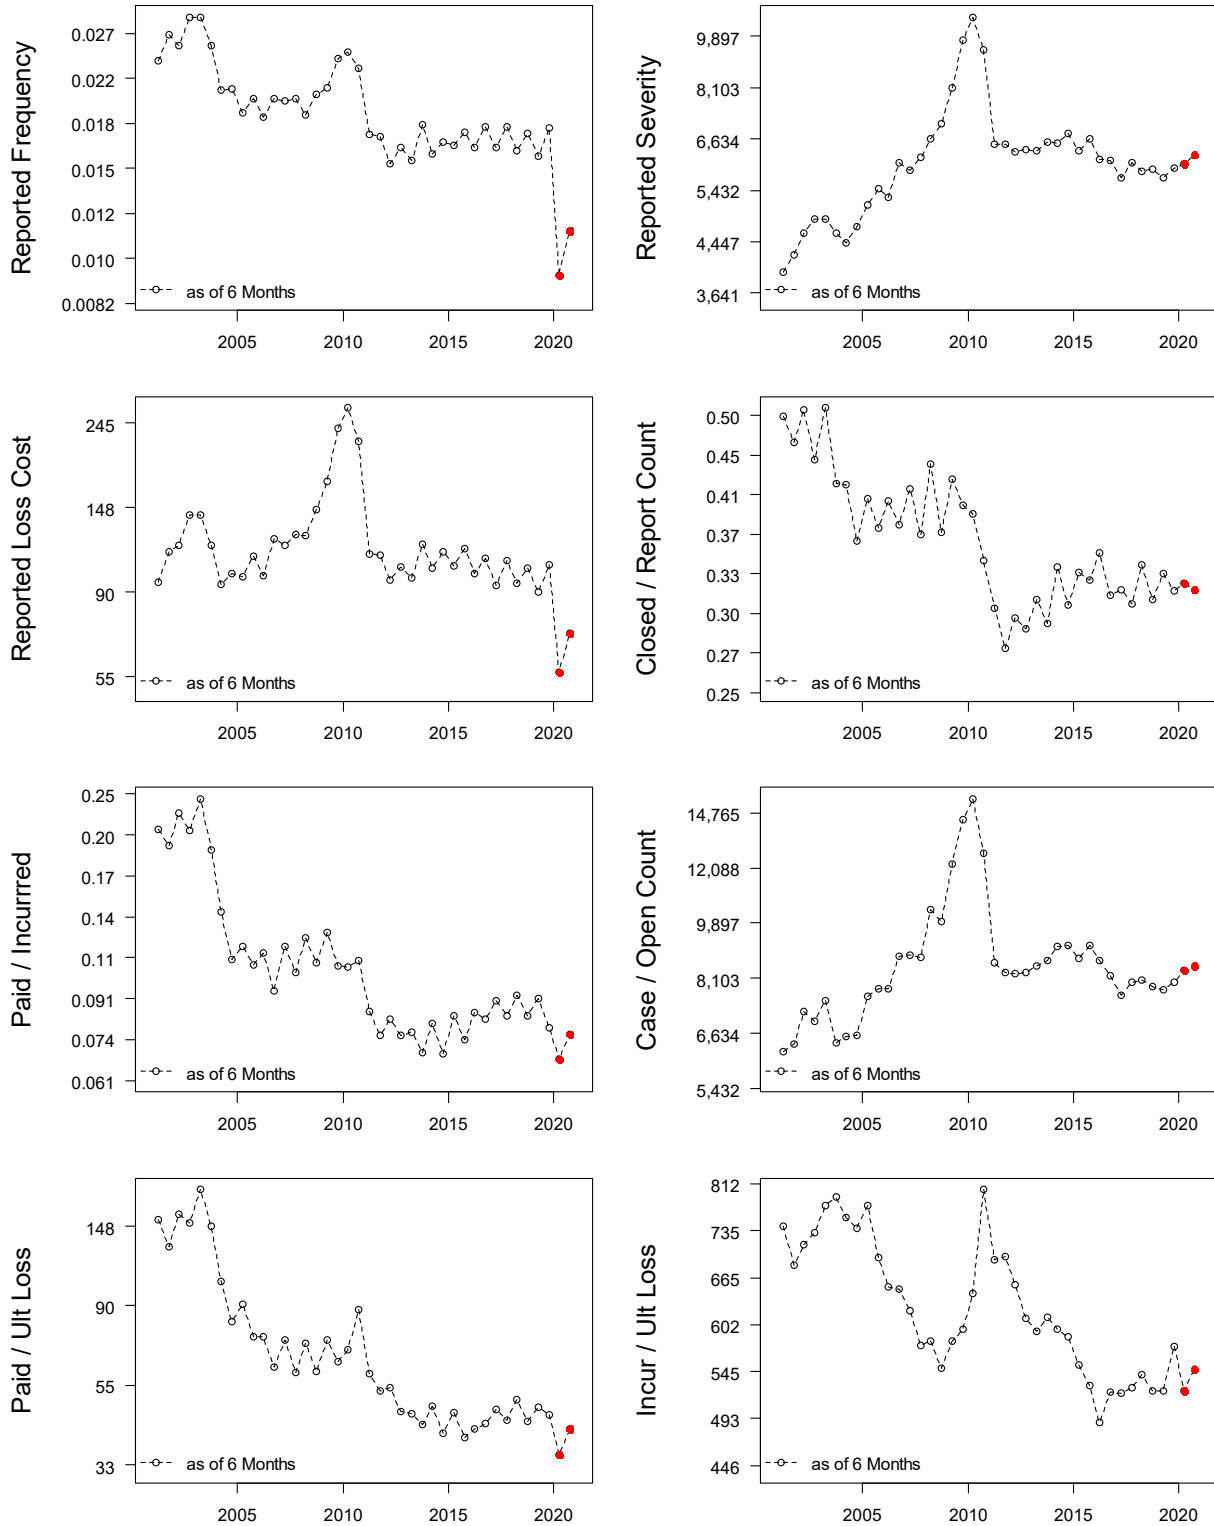 Reported Frequency
0.027
0.022
0.018
0.015
0.012
0.010
0.0082
as of 6 Months
2005 2010 2015 2020
Reported Severity
9,897
8,103
6,634
5,432
4,447
3,641
as of 6 Months
2005 2010 2015 2020
Reported Loss Cost
245
148
90
55
as of 6 Months
2005 2010 2015 2020
Closed / Report Count
0.50
0.45
0.41
0.37
0.33
0.30
0.27
0.25
as of 6 Months
2005 2010 2015 2020
Paid / Incurrred
0.25
0.20
0.17
0.14
0.11
0.091
0.074
0.061
as of 6 Months
2005 2010 2015 2020
Case / Open Count
14,765
12,088
9,897
8,103
6,634
5,432
as of 6 Months
2005 2010 2015 2020
Paid / Ult Loss
148
90
55
33
as of 6 Months
2005 2010 2015 2020
Incur / Ult Loss
812
735
665
602
545
493
446
as of 6 Months
2005 2010 2015 2020